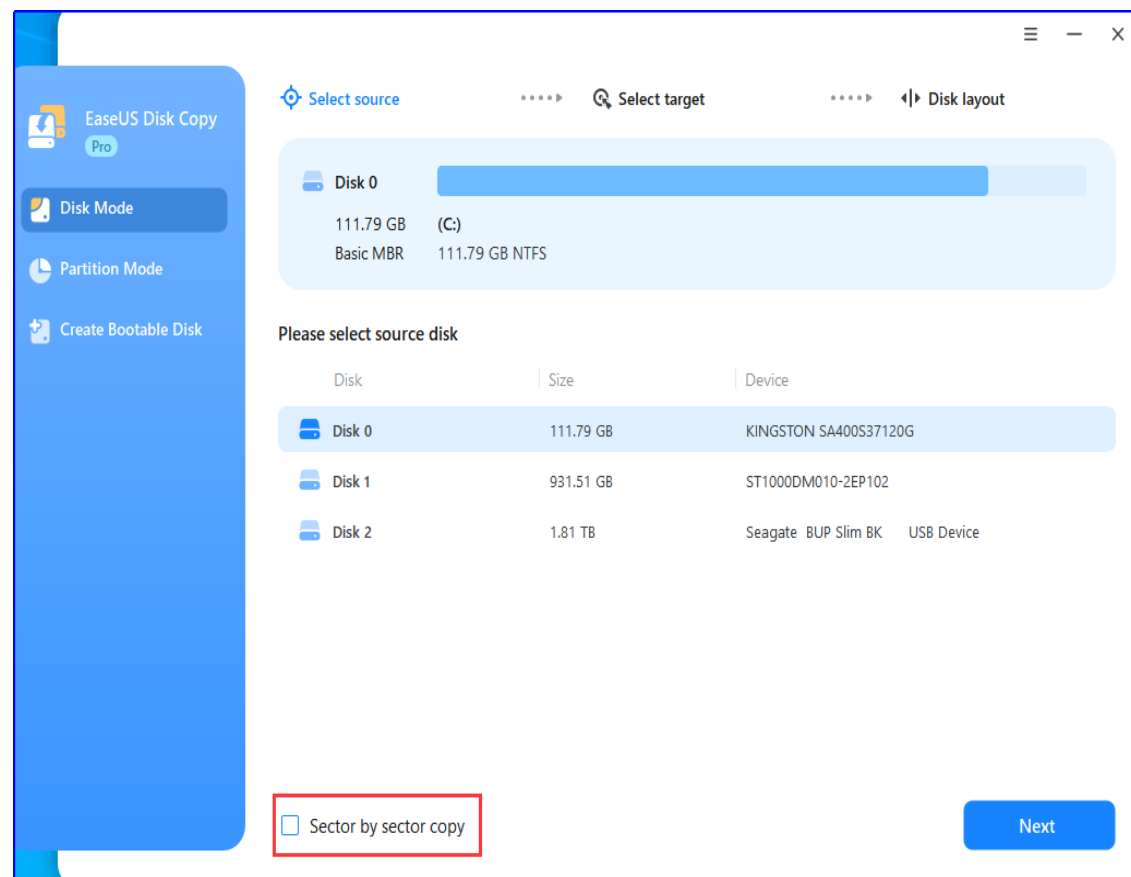 EaseUS Disk Copy
Pro
Disk Mode
Partition Mode
Create Bootable Disk
Select source
Select target
Disk layout
Disk 0
111.79 GB (C:)
Basic MBR 111.79 GB NTFS
Please select source disk
Disk Size Device
Disk 0 111.79 GB KINGSTON SA400S37120G
Disk 1 931.51 GB ST1000DM010-2EP102
Disk 2 1.81 TB Seagate BUP Slim BK USB Device
Sector by sector copy
Next